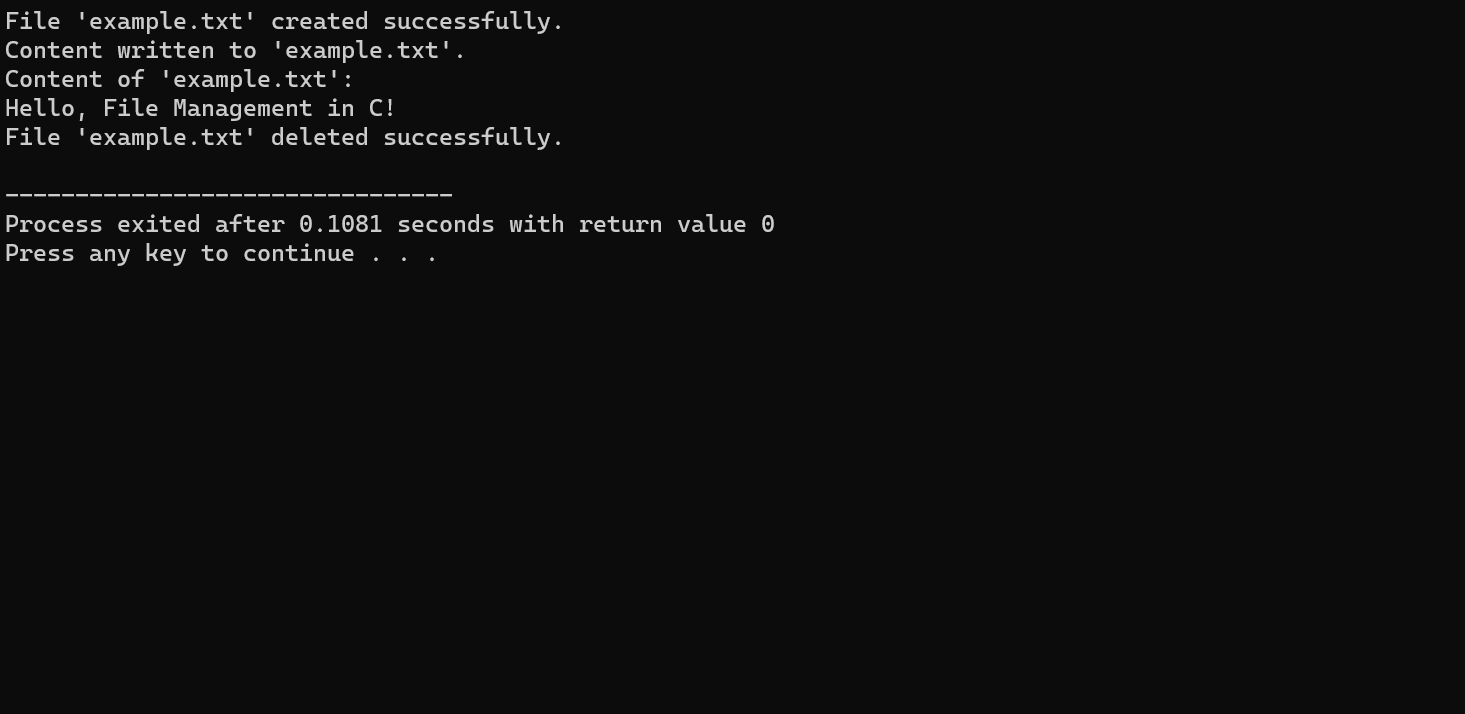 File 'example.txt' created successfully.
Content written to 'example.txt'.
Content of 'example.txt':
Hello, File Management in C!
File 'example.txt' deleted successfully.
--------------------------------
Process exited after 0.1081 seconds with return value 0
Press any key to continue . . .